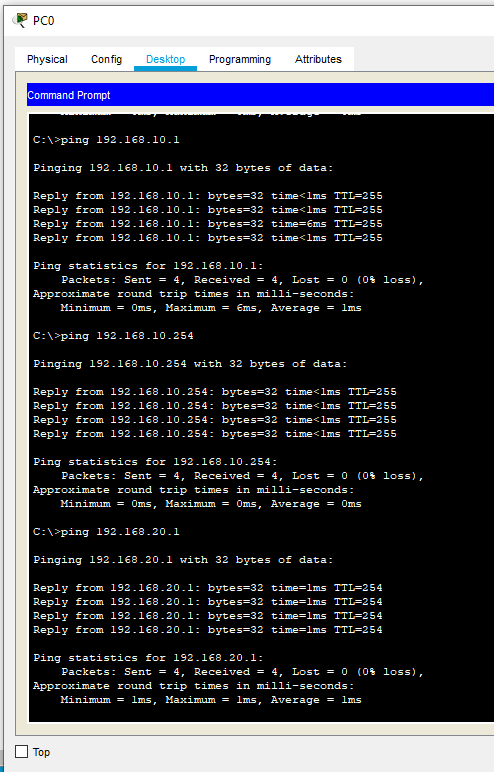 PC0
Physical Config Desktop Programming Attributes
Command Prompt
C:\>ping 192.168.10.1
Pinging 192.168.10.1 with 32 bytes of data:
Reply from 192.168.10.1: bytes=32 time<1ms TTL=255
Reply from 192.168.10.1: bytes=32 time<1ms TTL=255
Reply from 192.168.10.1: bytes=32 time=6ms TTL=255
Reply from 192.168.10.1: bytes=32 time<1ms TTL=255
Ping statistics for 192.168.10.1:
Packets: Sent = 4, Received = 4, Lost = 0 (0% loss),
Approximate round trip times in milli-seconds:
Minimum = 0ms, Maximum = 6ms, Average = 1ms
C:\>ping 192.168.10.254
Pinging 192.168.10.254 with 32 bytes of data:
Reply from 192.168.10.254: bytes=32 time<1ms TTL=255
Reply from 192.168.10.254: bytes=32 time<1ms TTL=255
Reply from 192.168.10.254: bytes=32 time<1ms TTL=255
Reply from 192.168.10.254: bytes=32 time<1ms TTL=255
Ping statistics for 192.168.10.254:
Packets: Sent = 4, Received = 4, Lost = 0 (0% loss),
Approximate round trip times in milli-seconds:
Minimum = 0ms, Maximum = 0ms, Average = 0ms
C:\>ping 192.168.20.1
Pinging 192.168.20.1 with 32 bytes of data:
Reply from 192.168.20.1: bytes=32 time=1ms TTL=254
Reply from 192.168.20.1: bytes=32 time=1ms TTL=254
Reply from 192.168.20.1: bytes=32 time=1ms TTL=254
Reply from 192.168.20.1: bytes=32 time=1ms TTL=254
Ping statistics for 192.168.20.1:
Packets: Sent = 4, Received = 4, Lost = 0 (0% loss),
Approximate round trip times in milli-seconds:
Minimum = 1ms, Maximum = 1ms, Average = 1ms
Top